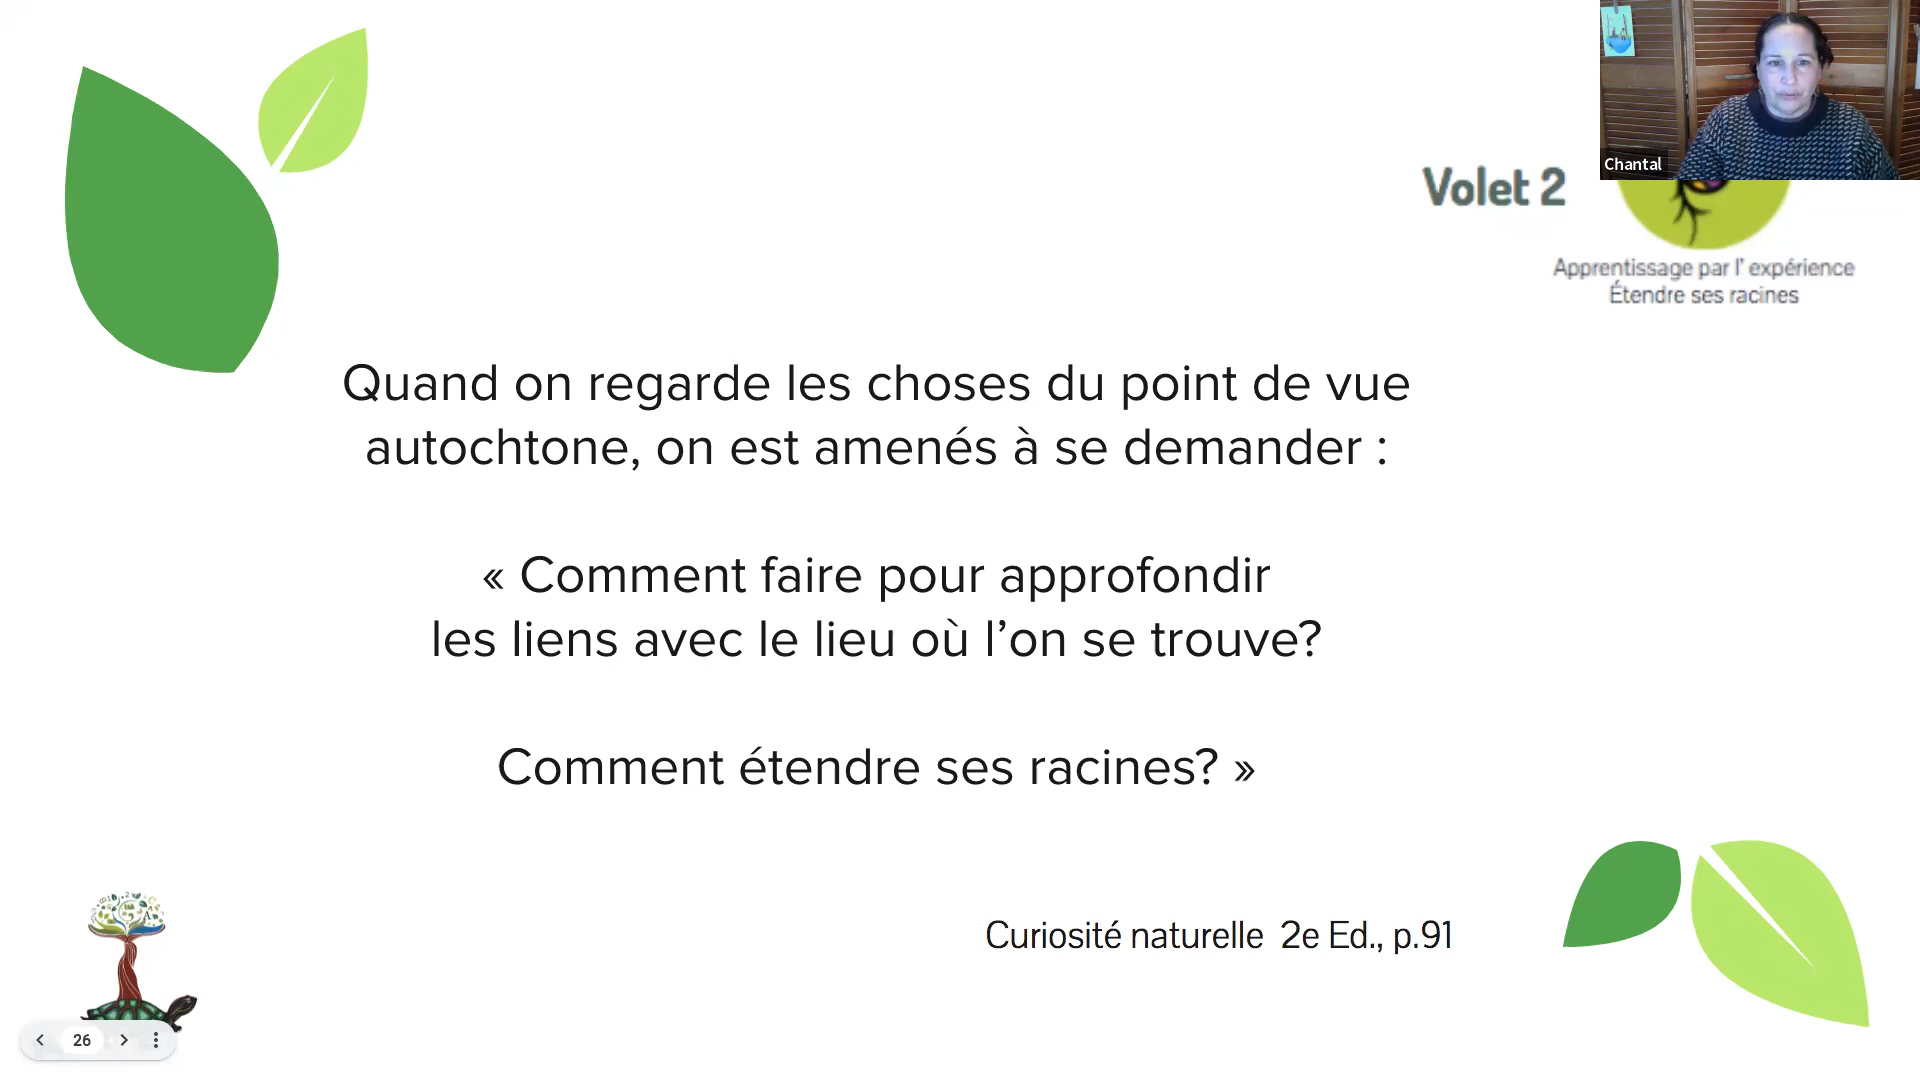 Chantal
Volet 2
Apprentissage par l' expérience
Étendre ses racines
Quand on regarde les choses du point de vue
autochtone, on est amenés à se demander :
« Comment faire pour approfondir
les liens avec le lieu où l’on se trouve?
Comment étendre ses racines? »
Curiosité naturelle 2e Ed., p.91
26